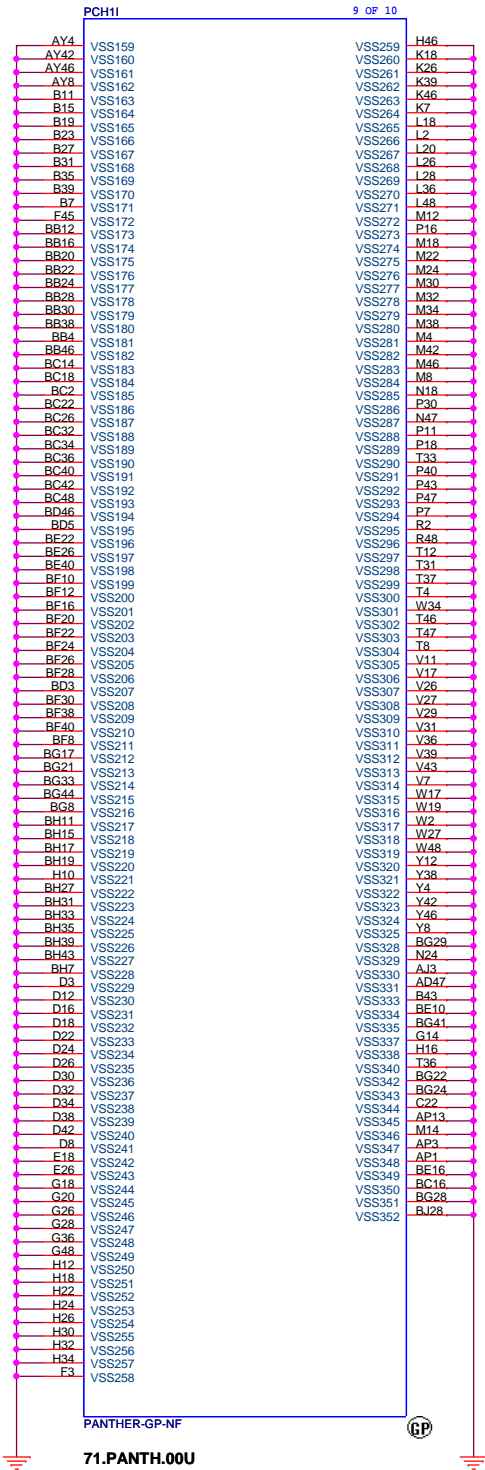 PCH1I 9 OF 10
AY4 VSS159 VSS259 H46
AY42 VSS160 VSS260 K18
AY46 VSS161 VSS261 K26
AY8 VSS162 VSS262 K39
B11 VSS163 VSS263 K46
B15 VSS164 VSS264 K7
B19 VSS165 VSS265 L18
B23 VSS166 VSS266 L2
B27 VSS167 VSS267 L20
B31 VSS168 VSS268 L26
B35 VSS169 VSS269 L28
B39 VSS170 VSS270 L36
B7 VSS171 VSS271 L48
F45 VSS172 VSS272 M12
BB12 VSS173 VSS273 P16
BB16 VSS174 VSS274 M18
BB20 VSS175 VSS275 M22
BB22 VSS176 VSS276 M24
BB24 VSS177 VSS277 M30
BB28 VSS178 VSS278 M32
BB30 VSS179 VSS279 M34
BB38 VSS180 VSS280 M38
BB4 VSS181 VSS281 M4
BB46 VSS182 VSS282 M42
BC14 VSS183 VSS283 M46
BC18 VSS184 VSS284 M8
BC2 VSS185 VSS285 N18
BC22 VSS186 VSS286 P30
BC26 VSS187 VSS287 N47
BC32 VSS188 VSS288 P11
BC34 VSS189 VSS289 P18
BC36 VSS190 VSS290 T33
BC40 VSS191 VSS291 P40
BC42 VSS192 VSS292 P43
BC48 VSS193 VSS293 P47
BD46 VSS194 VSS294 P7
BD5 VSS195 VSS295 R2
BE22 VSS196 VSS296 R48
BE26 VSS197 VSS297 T12
BE40 VSS198 VSS298 T31
BF10 VSS199 VSS299 T37
BF12 VSS200 VSS300 T4
BF16 VSS201 VSS301 W34
BF20 VSS202 VSS302 T46
BF22 VSS203 VSS303 T47
BF24 VSS204 VSS304 T8
BF26 VSS205 VSS305 V11
BF28 VSS206 VSS306 V17
BD3 VSS207 VSS307 V26
BF30 VSS208 VSS308 V27
BF38 VSS209 VSS309 V29
BF40 VSS210 VSS310 V31
BF8 VSS211 VSS311 V36
BG17 VSS212 VSS312 V39
BG21 VSS213 VSS313 V43
BG33 VSS214 VSS314 V7
BG44 VSS215 VSS315 W17
BG8 VSS216 VSS316 W19
BH11 VSS217 VSS317 W2
BH15 VSS218 VSS318 W27
BH17 VSS219 VSS319 W48
BH19 VSS220 VSS320 Y12
H10 VSS221 VSS321 Y38
BH27 VSS222 VSS322 Y4
BH31 VSS223 VSS323 Y42
BH33 VSS224 VSS324 Y46
BH35 VSS225 VSS325 Y8
BH39 VSS226 VSS328 BG29
BH43 VSS227 VSS329 N24
BH7 VSS228 VSS330 AJ3
D3 VSS229 VSS331 AD47
D12 VSS230 VSS333 B43
D16 VSS231 VSS334 BE10
D18 VSS232 VSS335 BG41
D22 VSS233 VSS337 G14
D24 VSS234 VSS338 H16
D26 VSS235 VSS340 T36
D30 VSS236 VSS342 BG22
D32 VSS237 VSS343 BG24
D34 VSS238 VSS344 C22
D38 VSS239 VSS345 AP13
D42 VSS240 VSS346 M14
D8 VSS241 VSS347 AP3
E18 VSS242 VSS348 AP1
E26 VSS243 VSS349 BE16
G18 VSS244 VSS350 BC16
G20 VSS245 VSS351 BG28
G26 VSS246 VSS352 BJ28
G28 VSS247
G36 VSS248
G48 VSS249
H12 VSS250
H18 VSS251
H22 VSS252
H24 VSS253
H26 VSS254
H30 VSS255
H32 VSS256
H34 VSS257
F3 VSS258
PANTHER-GP-NF GP
71.PANTH.00U